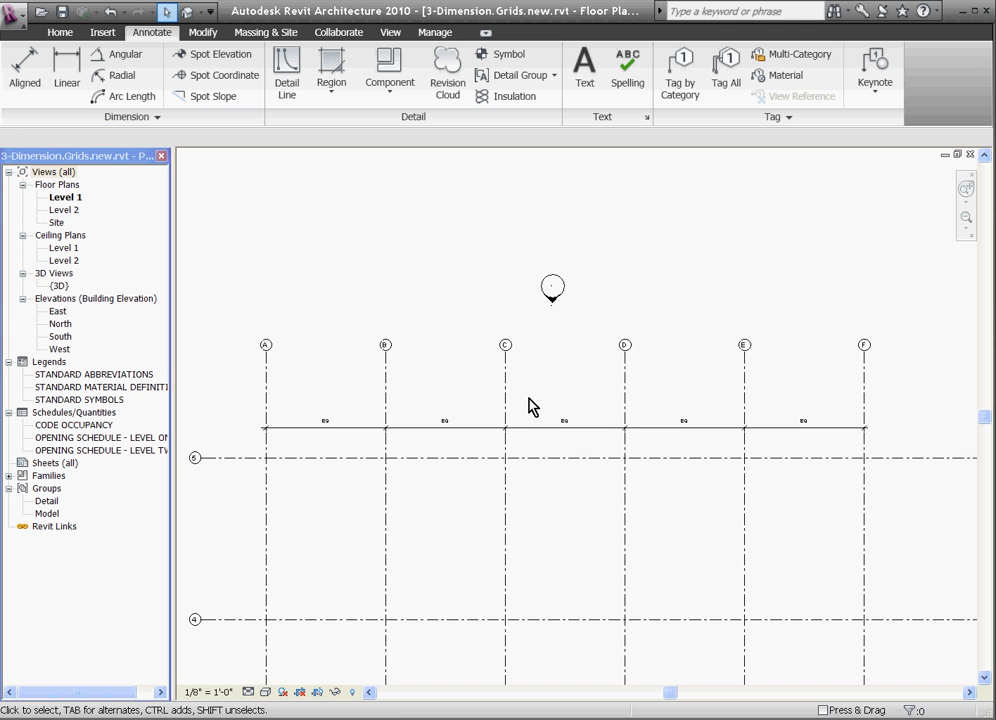 Autodesk Revit Architecture 2010 - [3-Dimension.Grids.new.rvt - Floor Pla...
Type a keyword or phrase
Home Insert Annotate Modify Massing & Site Collaborate View Manage
Aligned
Linear
Angular
Radial
Arc Length
Spot Elevation
Spot Coordinate
Spot Slope
Dimension
Detail Line
Region
Component
Revision Cloud
Symbol
Detail Group
Insulation
Detail
Text
ABC
Spelling
Text
Tag by Category
Tag All
Multi-Category
Material
View Reference
Tag
Keynote
3-Dimension.Grids.new.rvt - P...
Views (all)
Floor Plans
Level 1
Level 2
Site
Ceiling Plans
Level 1
Level 2
3D Views
{3D}
Elevations (Building Elevation)
East
North
South
West
Legends
STANDARD ABBREVIATIONS
STANDARD MATERIAL DEFINITI
STANDARD SYMBOLS
Schedules/Quantities
CODE OCCUPANCY
OPENING SCHEDULE - LEVEL ON
OPENING SCHEDULE - LEVEL TW
Sheets (all)
Families
Groups
Detail
Model
Revit Links
A B C D E F
EQ EQ EQ EQ EQ
5
4
1/8" = 1'-0"
Click to select, TAB for alternates, CTRL adds, SHIFT unselects.
Press & Drag
:0